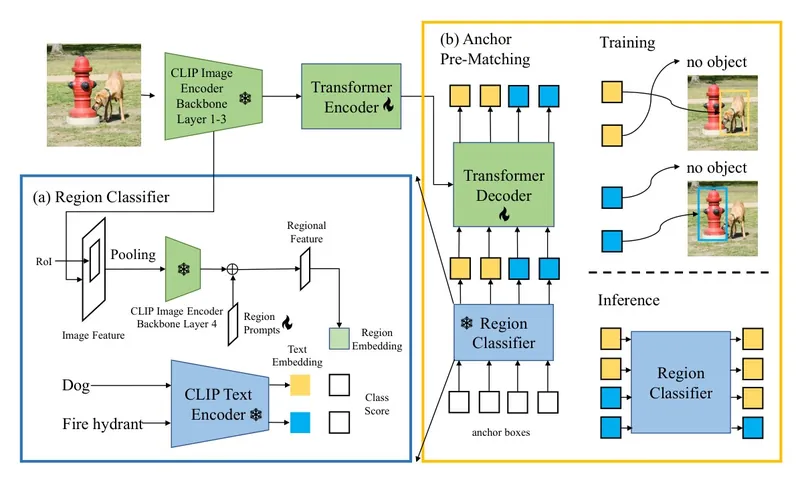 CLIP Image
Encoder
Backbone
Layer 1-3
Transformer
Encoder
(a) Region Classifier
RoI
Pooling
Image Feature
CLIP Image Encoder
Backbone Layer 4
Region
Prompts
Regional
Feature
Region
Embedding
Text
Embedding
Class
Score
Dog
Fire hydrant
CLIP Text
Encoder
(b) Anchor
Pre-Matching
Transformer
Decoder
Region
Classifier
anchor boxes
Training
no object
no object
Inference
Region
Classifier